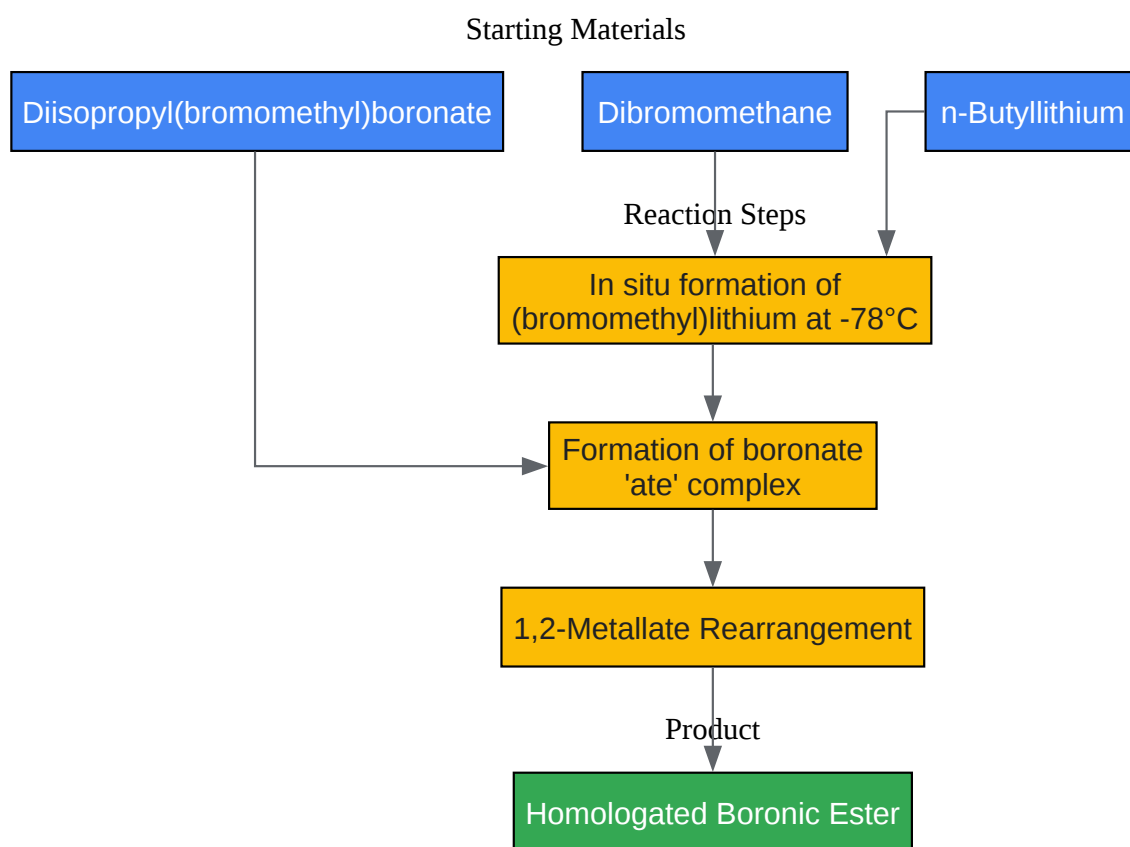 Starting Materials
Diisopropyl(bromomethyl)boronate
Dibromomethane
n-Butyllithium
Reaction Steps
In situ formation of
(bromomethyl)lithium at -78°C
Formation of boronate
'ate' complex
1,2-Metallate Rearrangement
Product
Homologated Boronic Ester